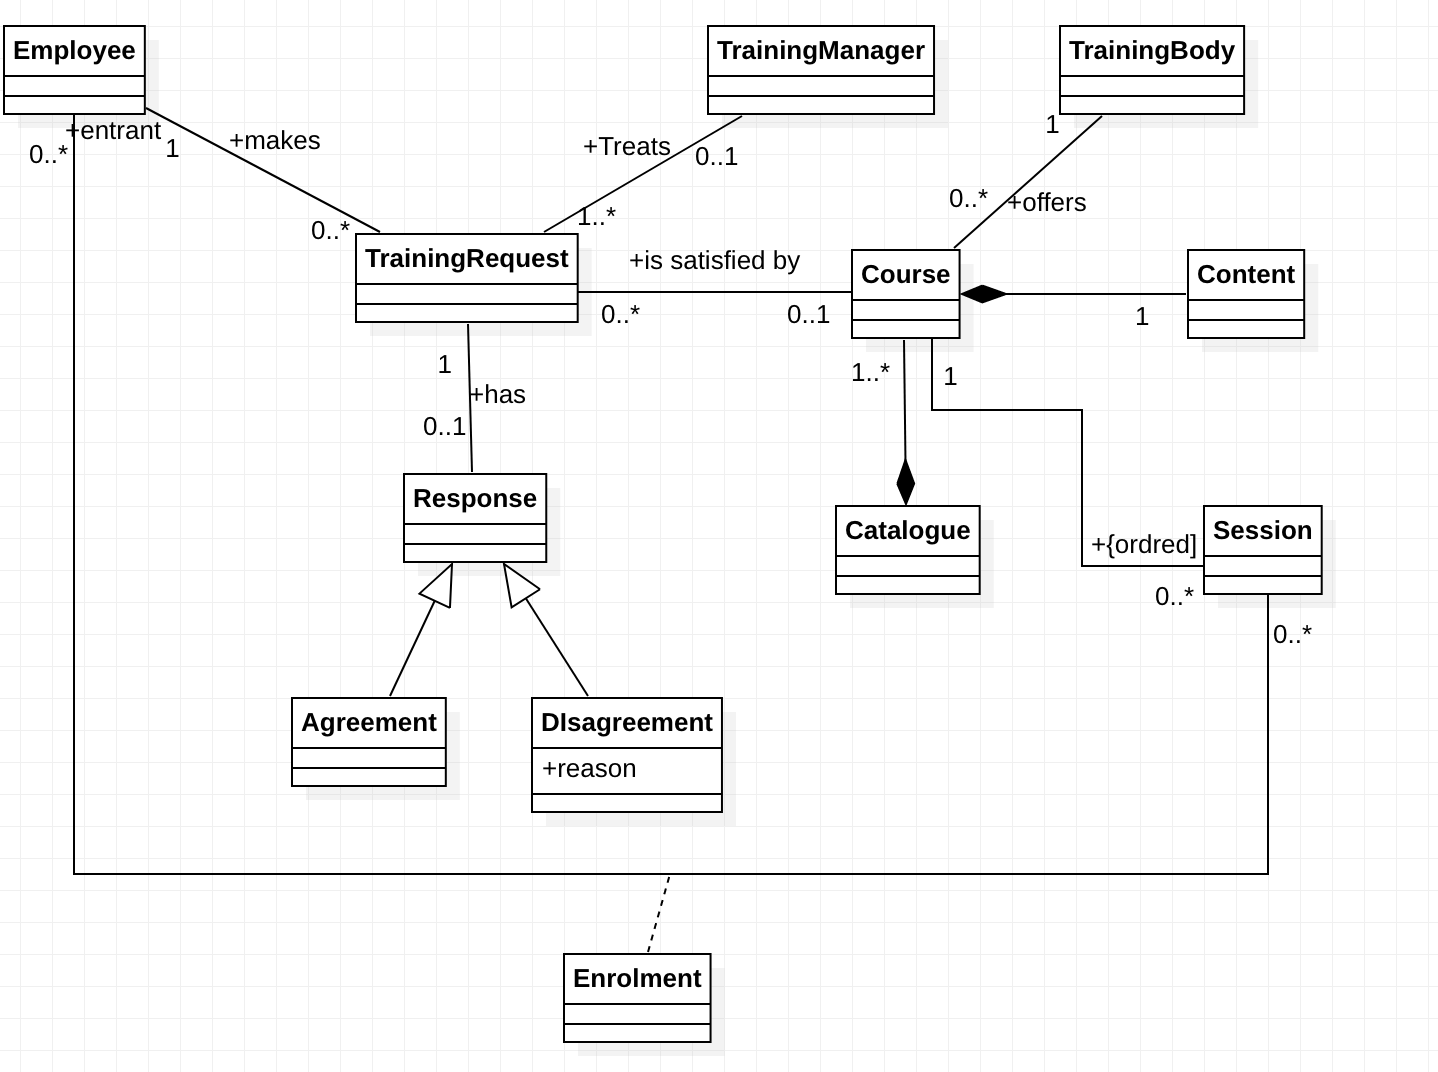 Employee
TrainingManager
TrainingBody
+entrant
0..*
1
+makes
+Treats
0..1
1
0..*
+offers
1..*
0..*
TrainingRequest
+is satisfied by
0..*
0..1
Course
Content
1
1
+has
0..1
1..*
1
Response
Catalogue
+{ordred]
Session
0..*
0..*
Agreement
DIsagreement
+reason
Enrolment